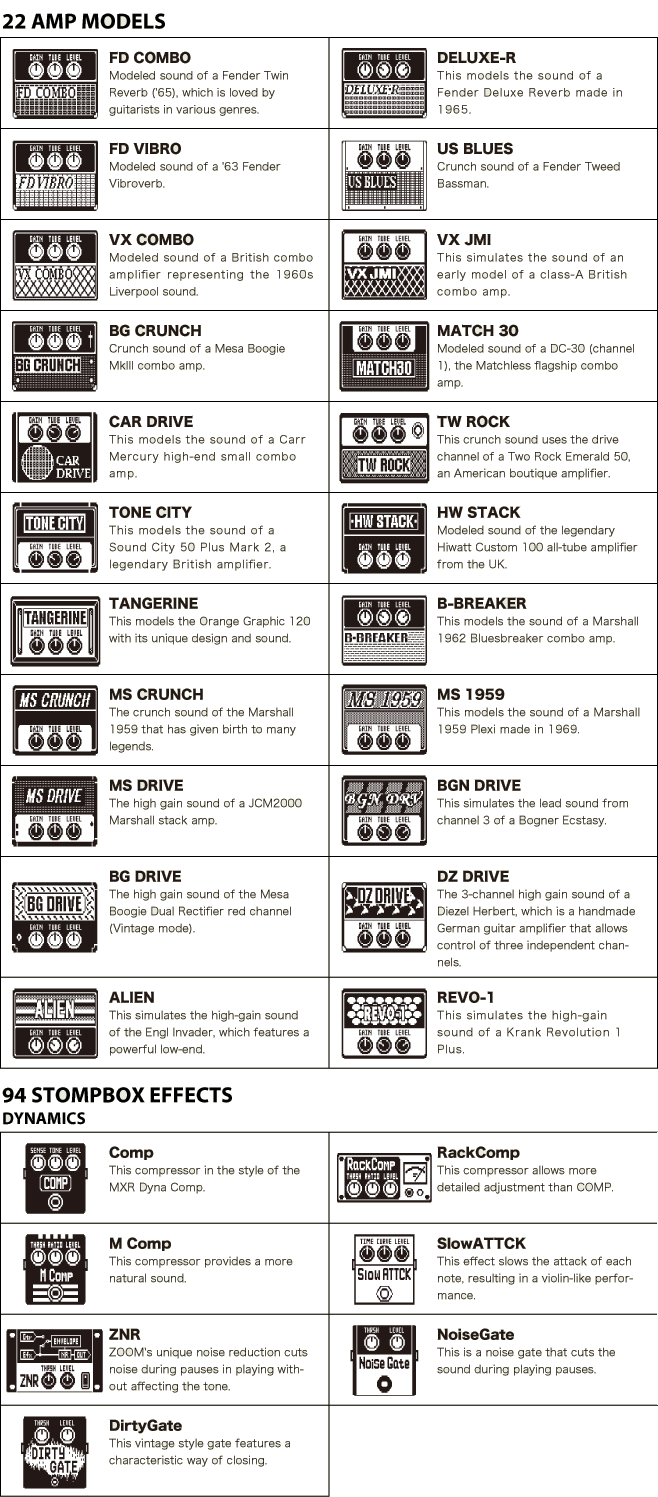 22 AMP MODELS
GAIN TUBE LEVEL
FD COMBO
FD COMBO
Modeled sound of a Fender Twin
Reverb ('65), which is loved by
guitarists in various genres.
GAIN TUBE LEVEL
DELUXE-R
DELUXE-R
This models the sound of a
Fender Deluxe Reverb made in
1965.
GAIN TUBE LEVEL
FD VIBRO
FD VIBRO
Modeled sound of a '63 Fender
Vibroverb.
GAIN TUBE LEVEL
US BLUES
US BLUES
Crunch sound of a Fender Tweed
Bassman.
GAIN TUBE LEVEL
VX COMBO
VX COMBO
Modeled sound of a British combo
amplifier representing the 1960s
Liverpool sound.
GAIN TUBE LEVEL
VX JMI
VX JMI
This simulates the sound of an
early model of a class-A British
combo amp.
GAIN TUBE LEVEL
BG CRUNCH
BG CRUNCH
Crunch sound of a Mesa Boogie
MkIII combo amp.
GAIN TUBE LEVEL
MATCH30
MATCH 30
Modeled sound of a DC-30 (channel
1), the Matchless flagship combo
amp.
GAIN TUBE LEVEL
CAR
DRIVE
CAR DRIVE
This models the sound of a Carr
Mercury high-end small combo
amp.
GAIN TUBE LEVEL
TW ROCK
TW ROCK
This crunch sound uses the drive
channel of a Two Rock Emerald 50,
an American boutique amplifier.
TONE CITY
GAIN TUBE LEVEL
TONE CITY
This models the sound of a
Sound City 50 Plus Mark 2, a
legendary British amplifier.
HW STACK
GAIN TUBE LEVEL
HW STACK
Modeled sound of the legendary
Hiwatt Custom 100 all-tube amplifier
from the UK.
TANGERINE
GAIN TUBE LEVEL
TANGERINE
This models the Orange Graphic 120
with its unique design and sound.
GAIN TUBE LEVEL
B-BREAKER
B-BREAKER
This models the sound of a Marshall
1962 Bluesbreaker combo amp.
MS CRUNCH
GAIN TUBE LEVEL
MS CRUNCH
The crunch sound of the Marshall
1959 that has given birth to many
legends.
MS 1959
GAIN TUBE LEVEL
MS 1959
This models the sound of a Marshall
1959 Plexi made in 1969.
MS DRIVE
GAIN TUBE LEVEL
MS DRIVE
The high gain sound of a JCM2000
Marshall stack amp.
BGN DRV
GAIN TUBE LEVEL
BGN DRIVE
This simulates the lead sound from
channel 3 of a Bogner Ecstasy.
BG DRIVE
GAIN TUBE LEVEL
BG DRIVE
The high gain sound of the Mesa
Boogie Dual Rectifier red channel
(Vintage mode).
DZ DRIVE
GAIN TUBE LEVEL
DZ DRIVE
The 3-channel high gain sound of a
Diezel Herbert, which is a handmade
German guitar amplifier that allows
control of three independent chan-
nels.
ALIEN
GAIN TUBE LEVEL
ALIEN
This simulates the high-gain sound
of the Engl Invader, which features a
powerful low-end.
REVO-1
GAIN TUBE LEVEL
REVO-1
This simulates the high-gain
sound of a Krank Revolution 1
Plus.
94 STOMPBOX EFFECTS
DYNAMICS
SENSE TONE LEVEL
COMP
Comp
This compressor in the style of the
MXR Dyna Comp.
RackComp
THRSH RATIO LEVEL
RackComp
This compressor allows more
detailed adjustment than COMP.
THRSH RATIO LEVEL
M Comp
M Comp
This compressor provides a more
natural sound.
TIME CURVE LEVEL
Slow ATTCK
SlowATTCK
This effect slows the attack of each
note, resulting in a violin-like perfor-
mance.
ENVELOPE
NR OUT
THRSH LEVEL
ZNR
ZNR
ZOOM's unique noise reduction cuts
noise during pauses in playing with-
out affecting the tone.
THRSH LEVEL
Noise Gate
NoiseGate
This is a noise gate that cuts the
sound during playing pauses.
THRSH LEVEL
DIRTY
GATE
DirtyGate
This vintage style gate features a
characteristic way of closing.